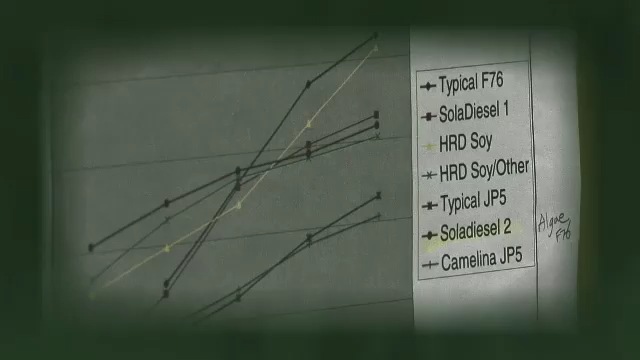 Typical F76
SolaDiesel 1
HRD Soy
HRD Soy/Other
Typical JP5
Soladiesel 2
Camelina JP5
Algae
F76